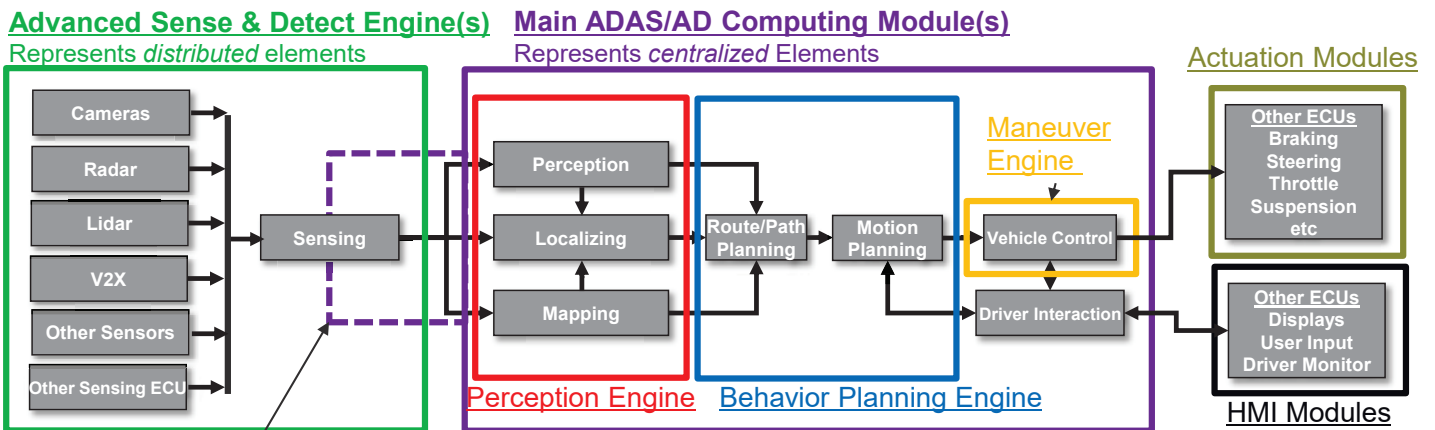 Advanced Sense & Detect Engine(s)
Represents distributed elements
Main ADAS/AD Computing Module(s)
Represents centralized Elements
Actuation Modules
Cameras
Radar
Lidar
V2X
Other Sensors
Other Sensing ECU
Sensing
Perception
Localizing
Mapping
Perception Engine
Route/Path
Planning
Motion
Planning
Behavior Planning Engine
Maneuver
Engine
Vehicle Control
Driver Interaction
Other ECUs
Braking
Steering
Throttle
Suspension
etc
Other ECUs
Displays
User Input
Driver Monitor
HMI Modules